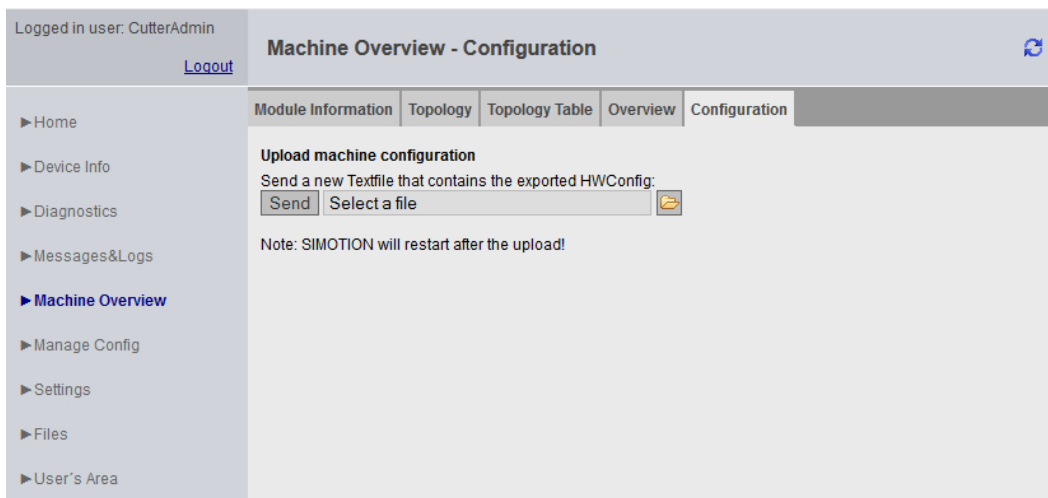 Logged in user: CutterAdmin
Logout
Machine Overview - Configuration
Module Information Topology Topology Table Overview Configuration
►Home
►Device Info
►Diagnostics
►Messages&Logs
►Machine Overview
►Manage Config
►Settings
►Files
►User´s Area
Upload machine configuration
Send a new Textfile that contains the exported HWConfig:
Send Select a file
Note: SIMOTION will restart after the upload!